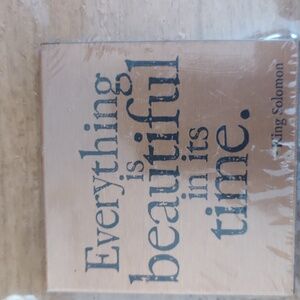 Everything
is
beautiful
in its
time.
King Solomon